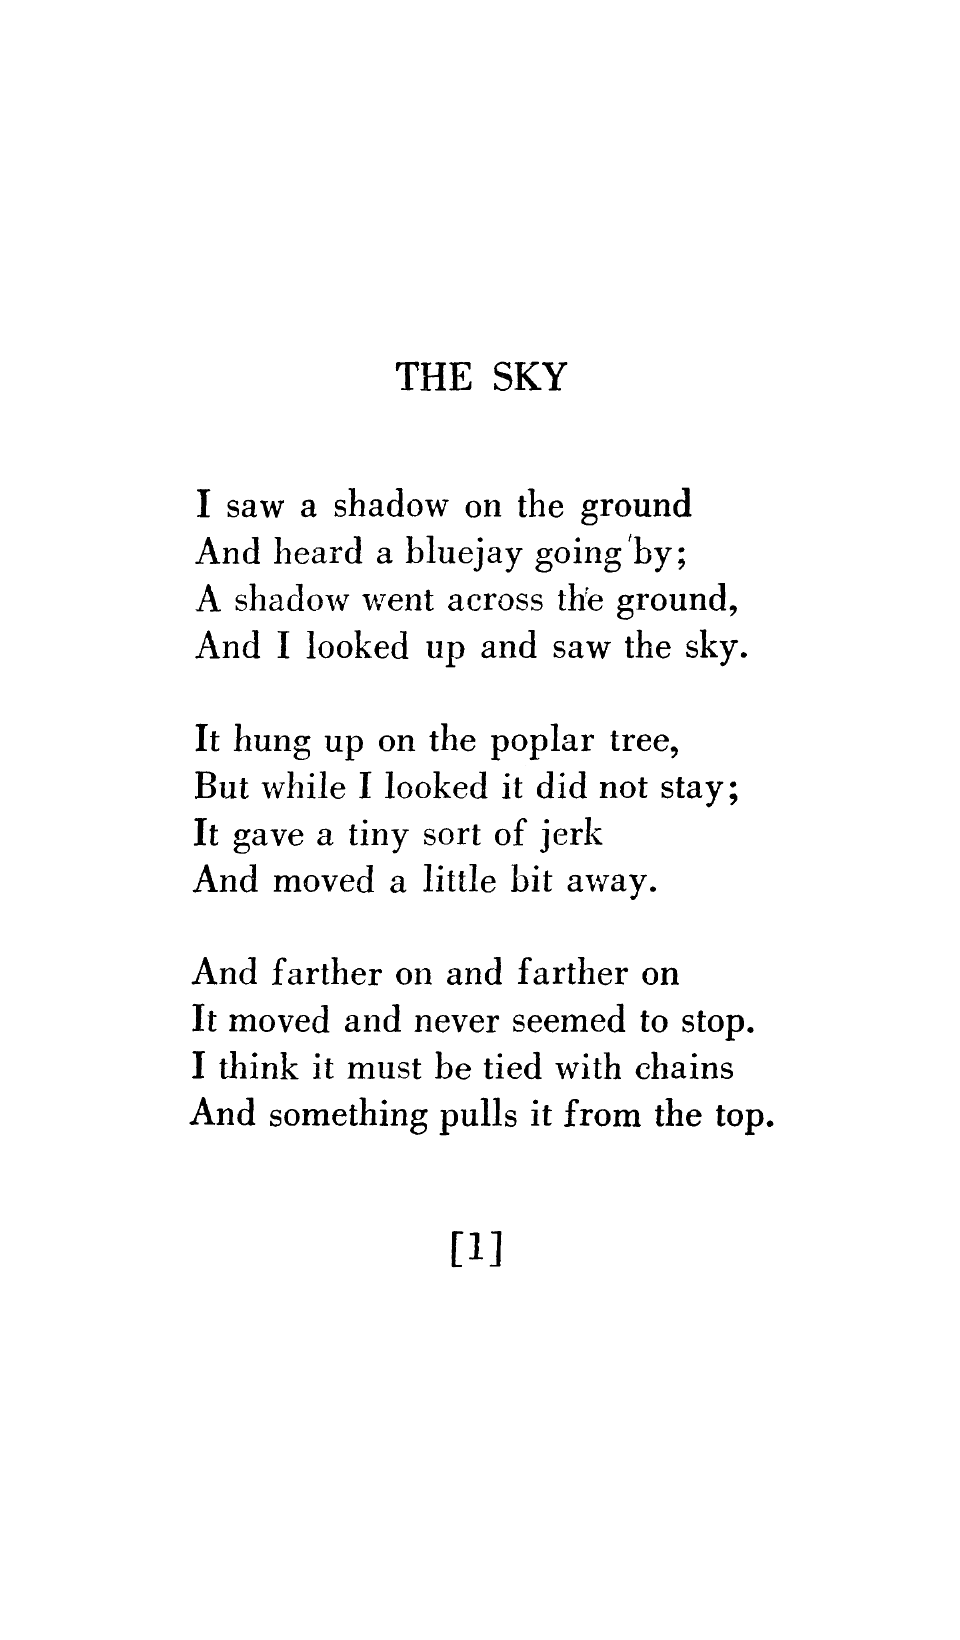 THE SKY
I saw a shadow on the ground
And heard a bluejay going by;
A shadow went across the ground,
And I looked up and saw the sky.
It hung up on the poplar tree,
But while I looked it did not stay;
It gave a tiny sort of jerk
And moved a little bit away.
And farther on and farther on
It moved and never seemed to stop.
I think it must be tied with chains
And something pulls it from the top.
[1]